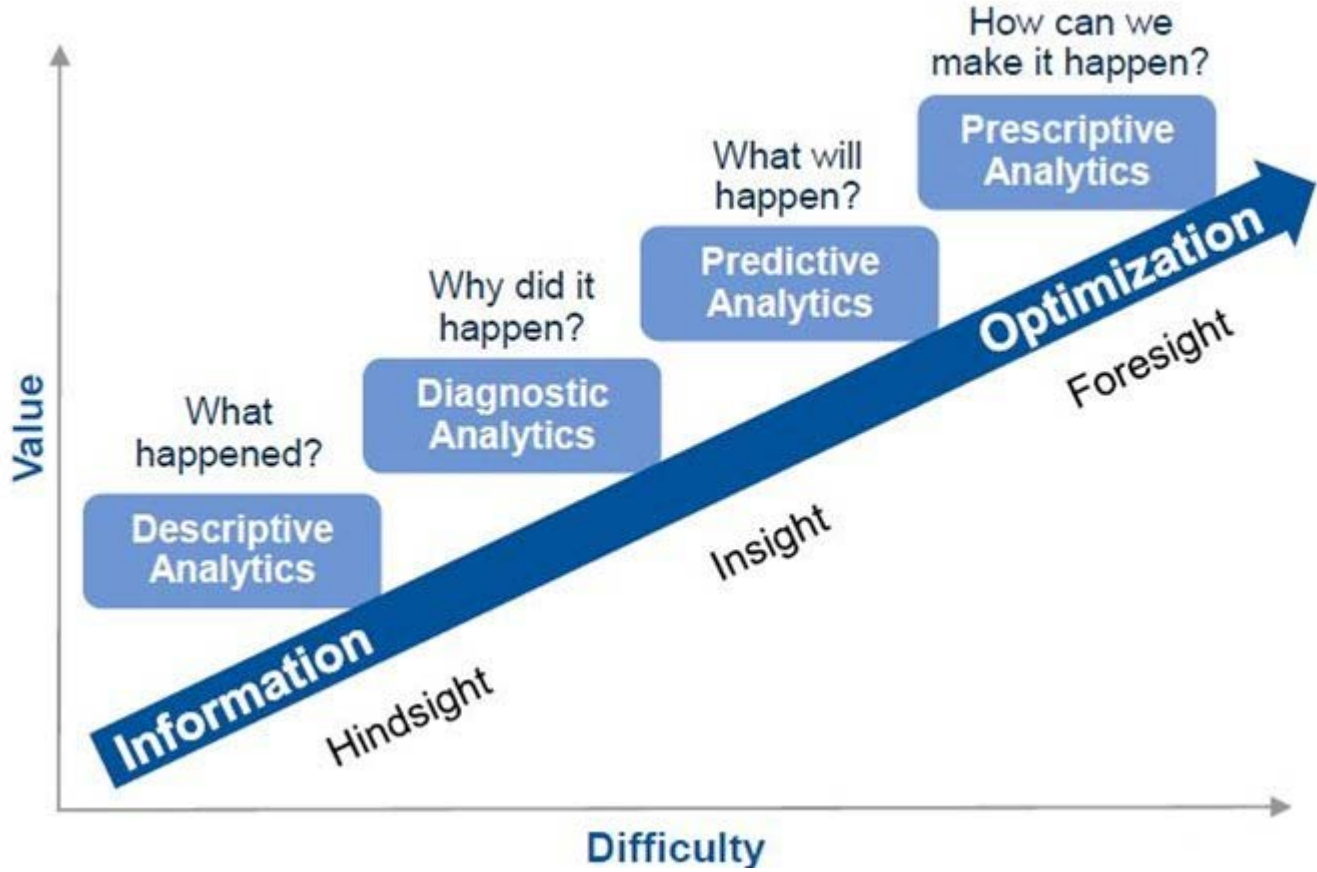 How can we
make it happen?
Prescriptive
Analytics
What will
happen?
Predictive
Analytics
Why did it
happen?
Diagnostic
Analytics
What
happened?
Descriptive
Analytics
Value
Information
Optimization
Hindsight
Insight
Foresight
Difficulty